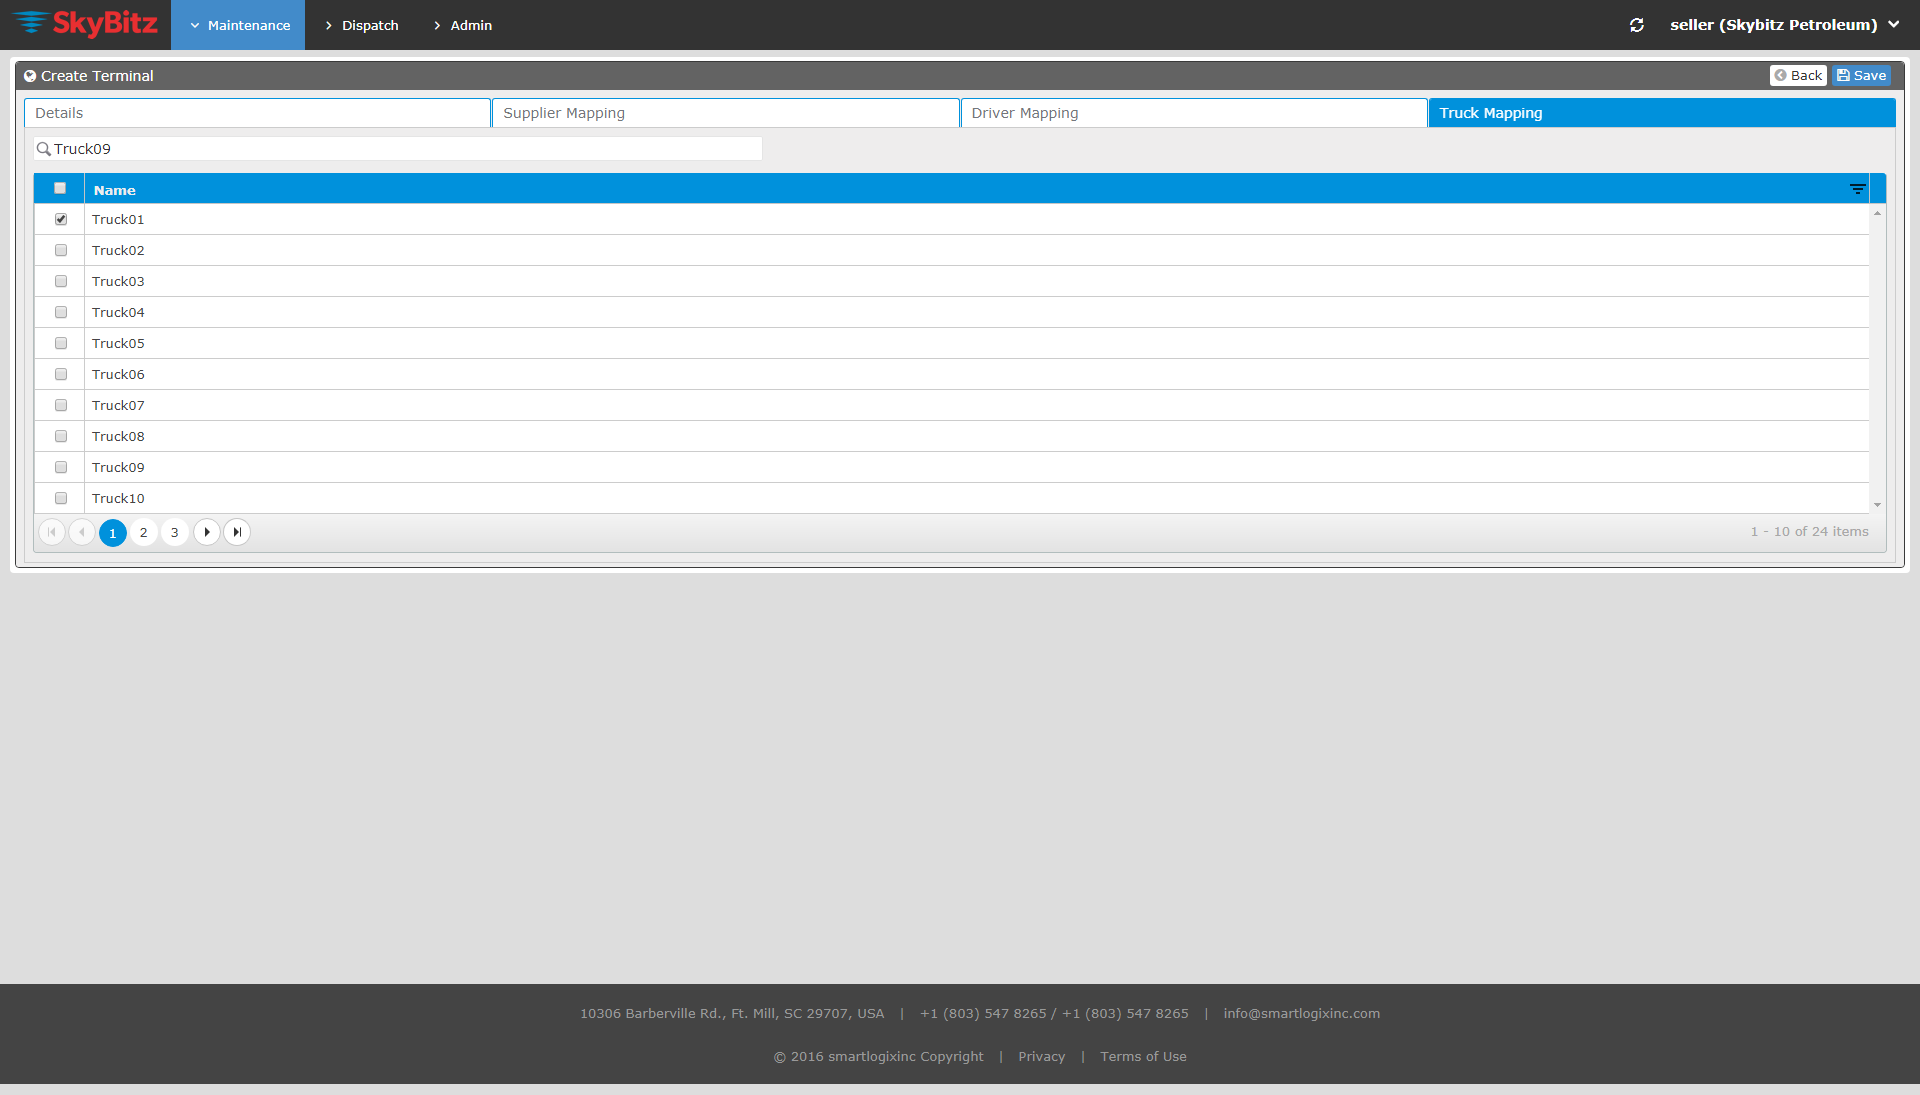 SkyBitz Maintenance Dispatch Admin seller (Skybitz Petroleum)
Create Terminal Back Save
Details Supplier Mapping Driver Mapping Truck Mapping
Truck09
Name
Truck01
Truck02
Truck03
Truck04
Truck05
Truck06
Truck07
Truck08
Truck09
Truck10
1 2 3 1 - 10 of 24 items
10306 Barberville Rd., Ft. Mill, SC 29707, USA | +1 (803) 547 8265 / +1 (803) 547 8265 | info@smartlogixinc.com
© 2016 smartlogixinc Copyright | Privacy | Terms of Use